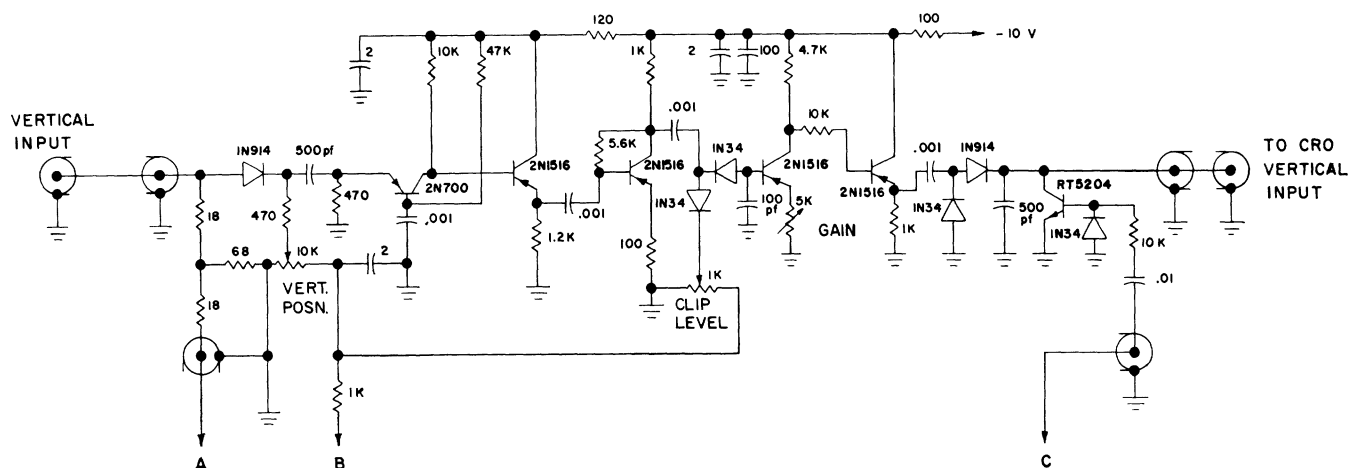 120
100
- 10 V
2
10K
47K
1K
2
100
4.7K
VERTICAL
INPUT
.001
10K
TO CRO
VERTICAL
INPUT
1N914
500pf
5.6K
2N1516
2N1516
1N34
2N1516
.001
1N914
RT5204
470
2N700
2N1516
18
470
.001
.001
1N34
100
pf
5K
GAIN
1K
1N34
500
pf
1N34
10K
68
10K
2
1.2K
100
1K
.01
VERT.
POSN.
CLIP
LEVEL
18
1K
A
B
C